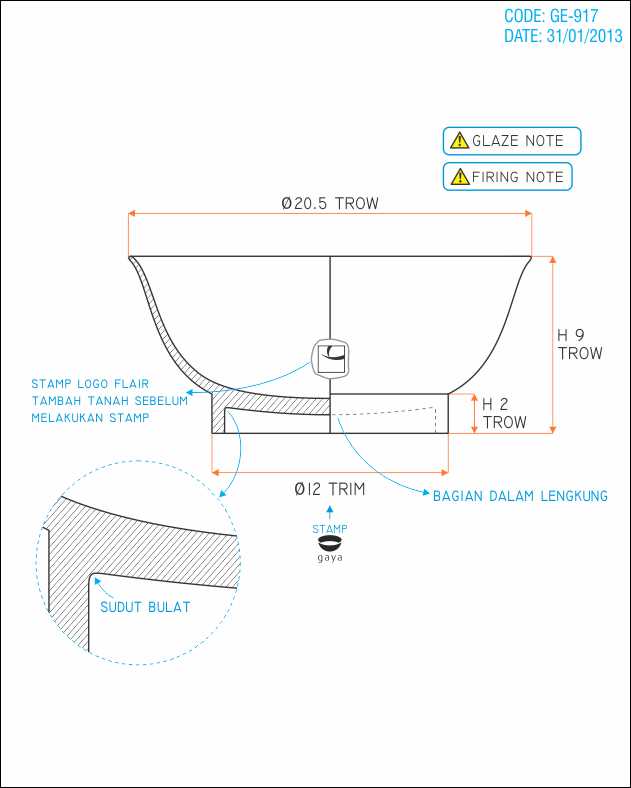 CODE: GE-917
DATE: 31/01/2013
GLAZE NOTE
FIRING NOTE
Ø20.5 TROW
H 9
TROW
STAMP LOGO FLAIR
TAMBAH TANAH SEBELUM
MELAKUKAN STAMP
H 2
TROW
Ø12 TRIM
BAGIAN DALAM LENGKUNG
STAMP
gaya
SUDUT BULAT